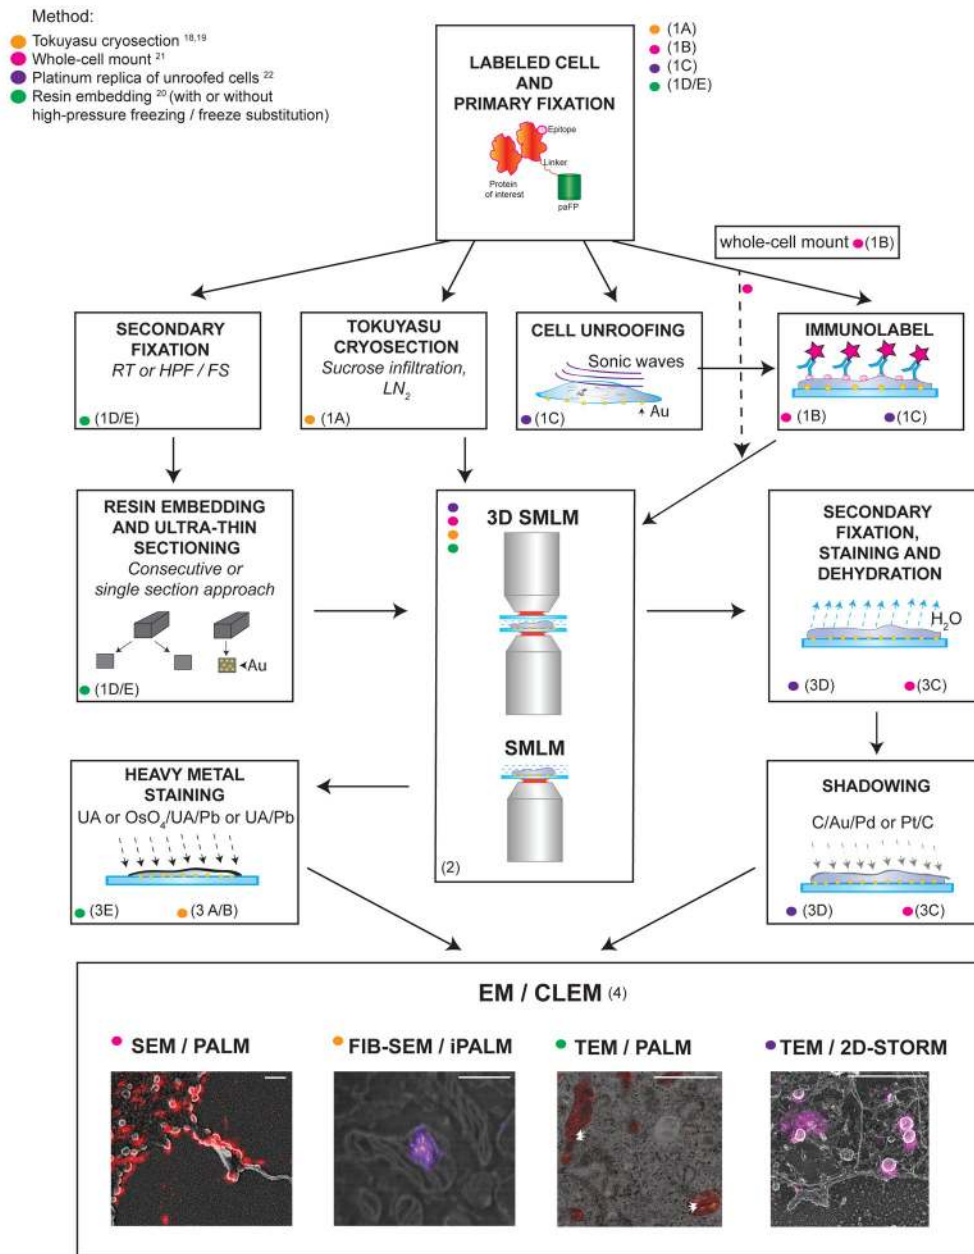 Method:
Tokuyasu cryosection 18,19
Whole-cell mount 21
Platinum replica of unroofed cells 22
Resin embedding 20 (with or without
high-pressure freezing / freeze substitution)
LABELED CELL
AND
PRIMARY FIXATION
Epitope
Linker
Protein
of interest
paFP
(1A)
(1B)
(1C)
(1D/E)
whole-cell mount (1B)
SECONDARY
FIXATION
RT or HPF / FS
(1D/E)
TOKUYASU
CRYOSECTION
Sucrose infiltration,
LN2
(1A)
CELL UNROOFING
Sonic waves
Au
(1C)
IMMUNOLABEL
(1B) (1C)
RESIN EMBEDDING
AND ULTRA-THIN
SECTIONING
Consecutive or
single section approach
Au
(1D/E)
3D SMLM
SMLM
(2)
SECONDARY
FIXATION,
STAINING AND
DEHYDRATION
H2O
(3D) (3C)
HEAVY METAL
STAINING
UA or OsO4/UA/Pb or UA/Pb
(3E) (3 A/B)
SHADOWING
C/Au/Pd or Pt/C
(3D) (3C)
EM / CLEM (4)
SEM / PALM
FIB-SEM / iPALM
TEM / PALM
TEM / 2D-STORM